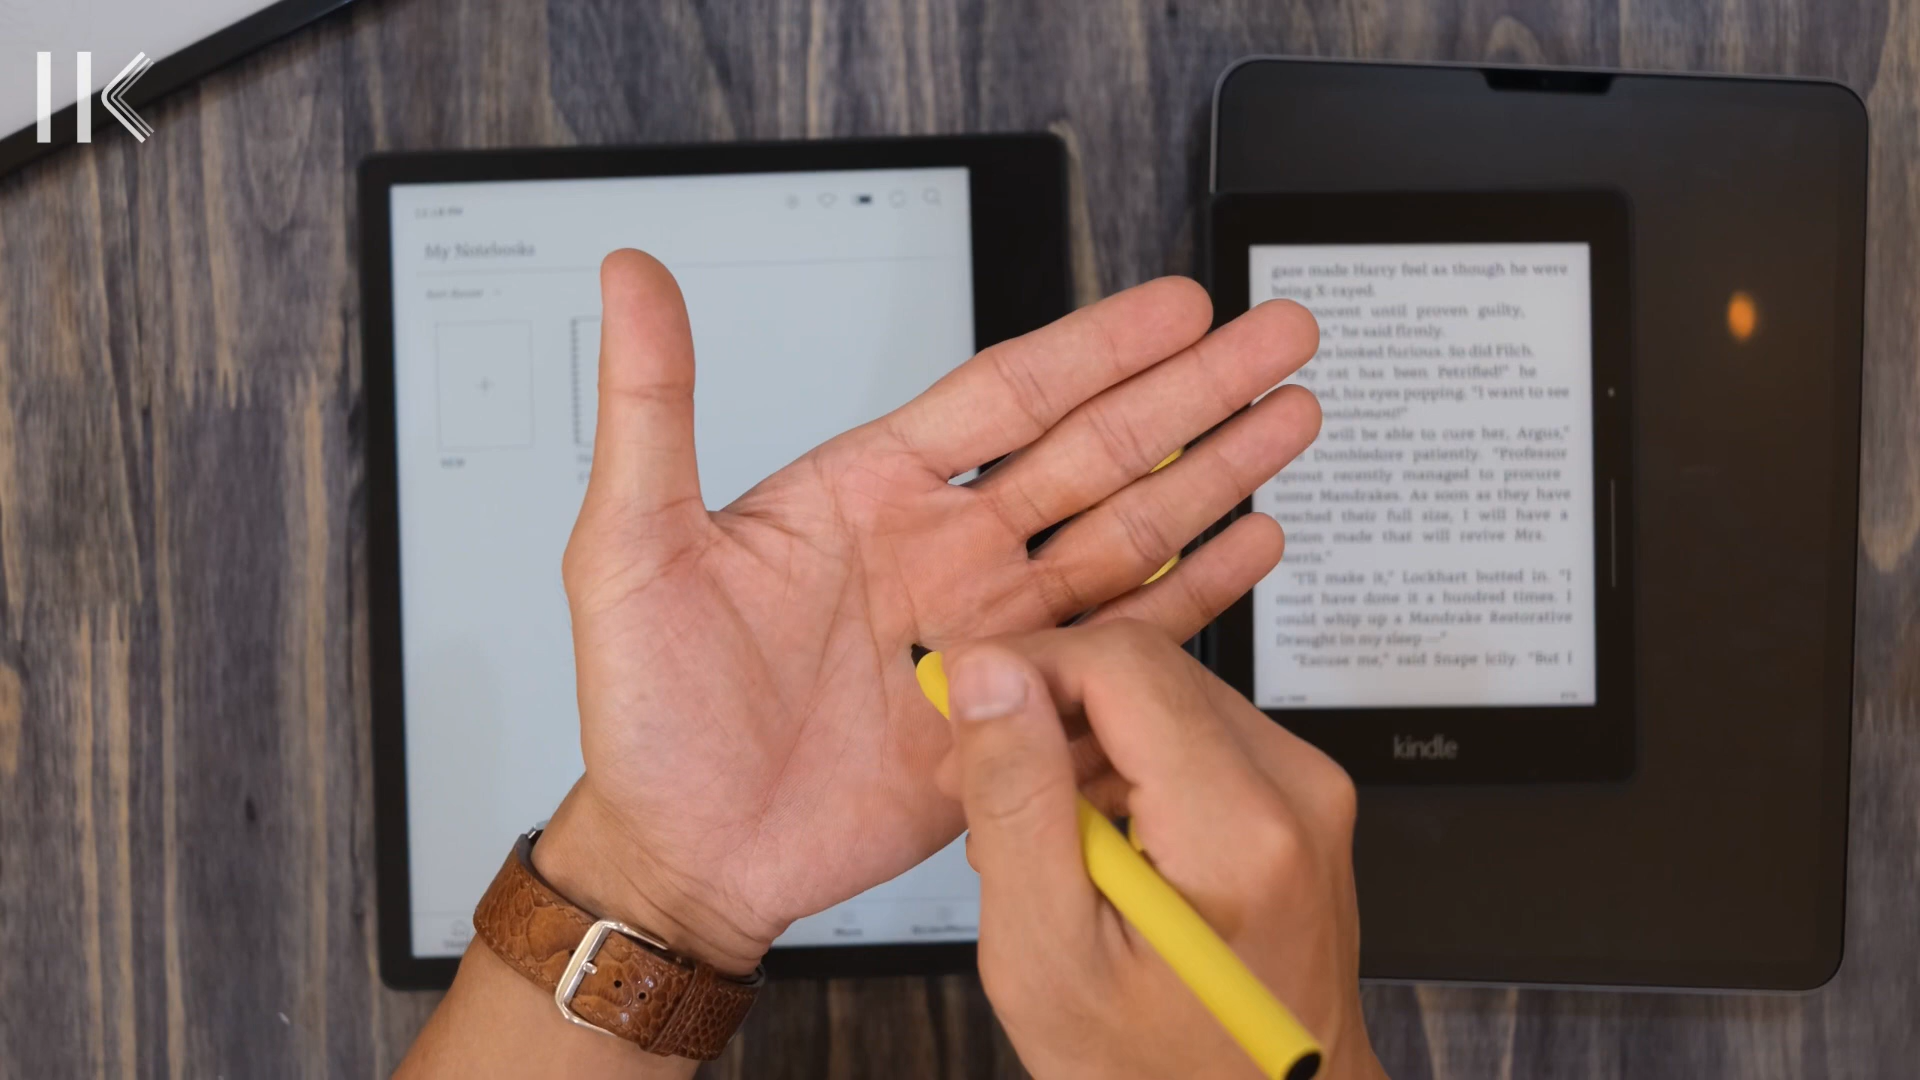 My Notebooks
NEW
gaze made Harry feel as though he were
being X-rayed.
until proven guilty,
he said firmly.
looked furious. So did Filch.
My cat has been Petrified!" he
his eyes popping. "I want to see
punishment!"
will be able to cure her, Argus,"
Dumbledore patiently. "Professor
Sprout recently managed to procure
some Mandrakes. As soon as they have
reached their full size, I will have a
potion made that will revive Mrs.
Norris."
"I'll make it," Lockhart butted in. "I
must have done it a hundred times. I
could whip up a Mandrake Restorative
Draught in my sleep—"
"Excuse me," said Snape icily. "But I
kindle